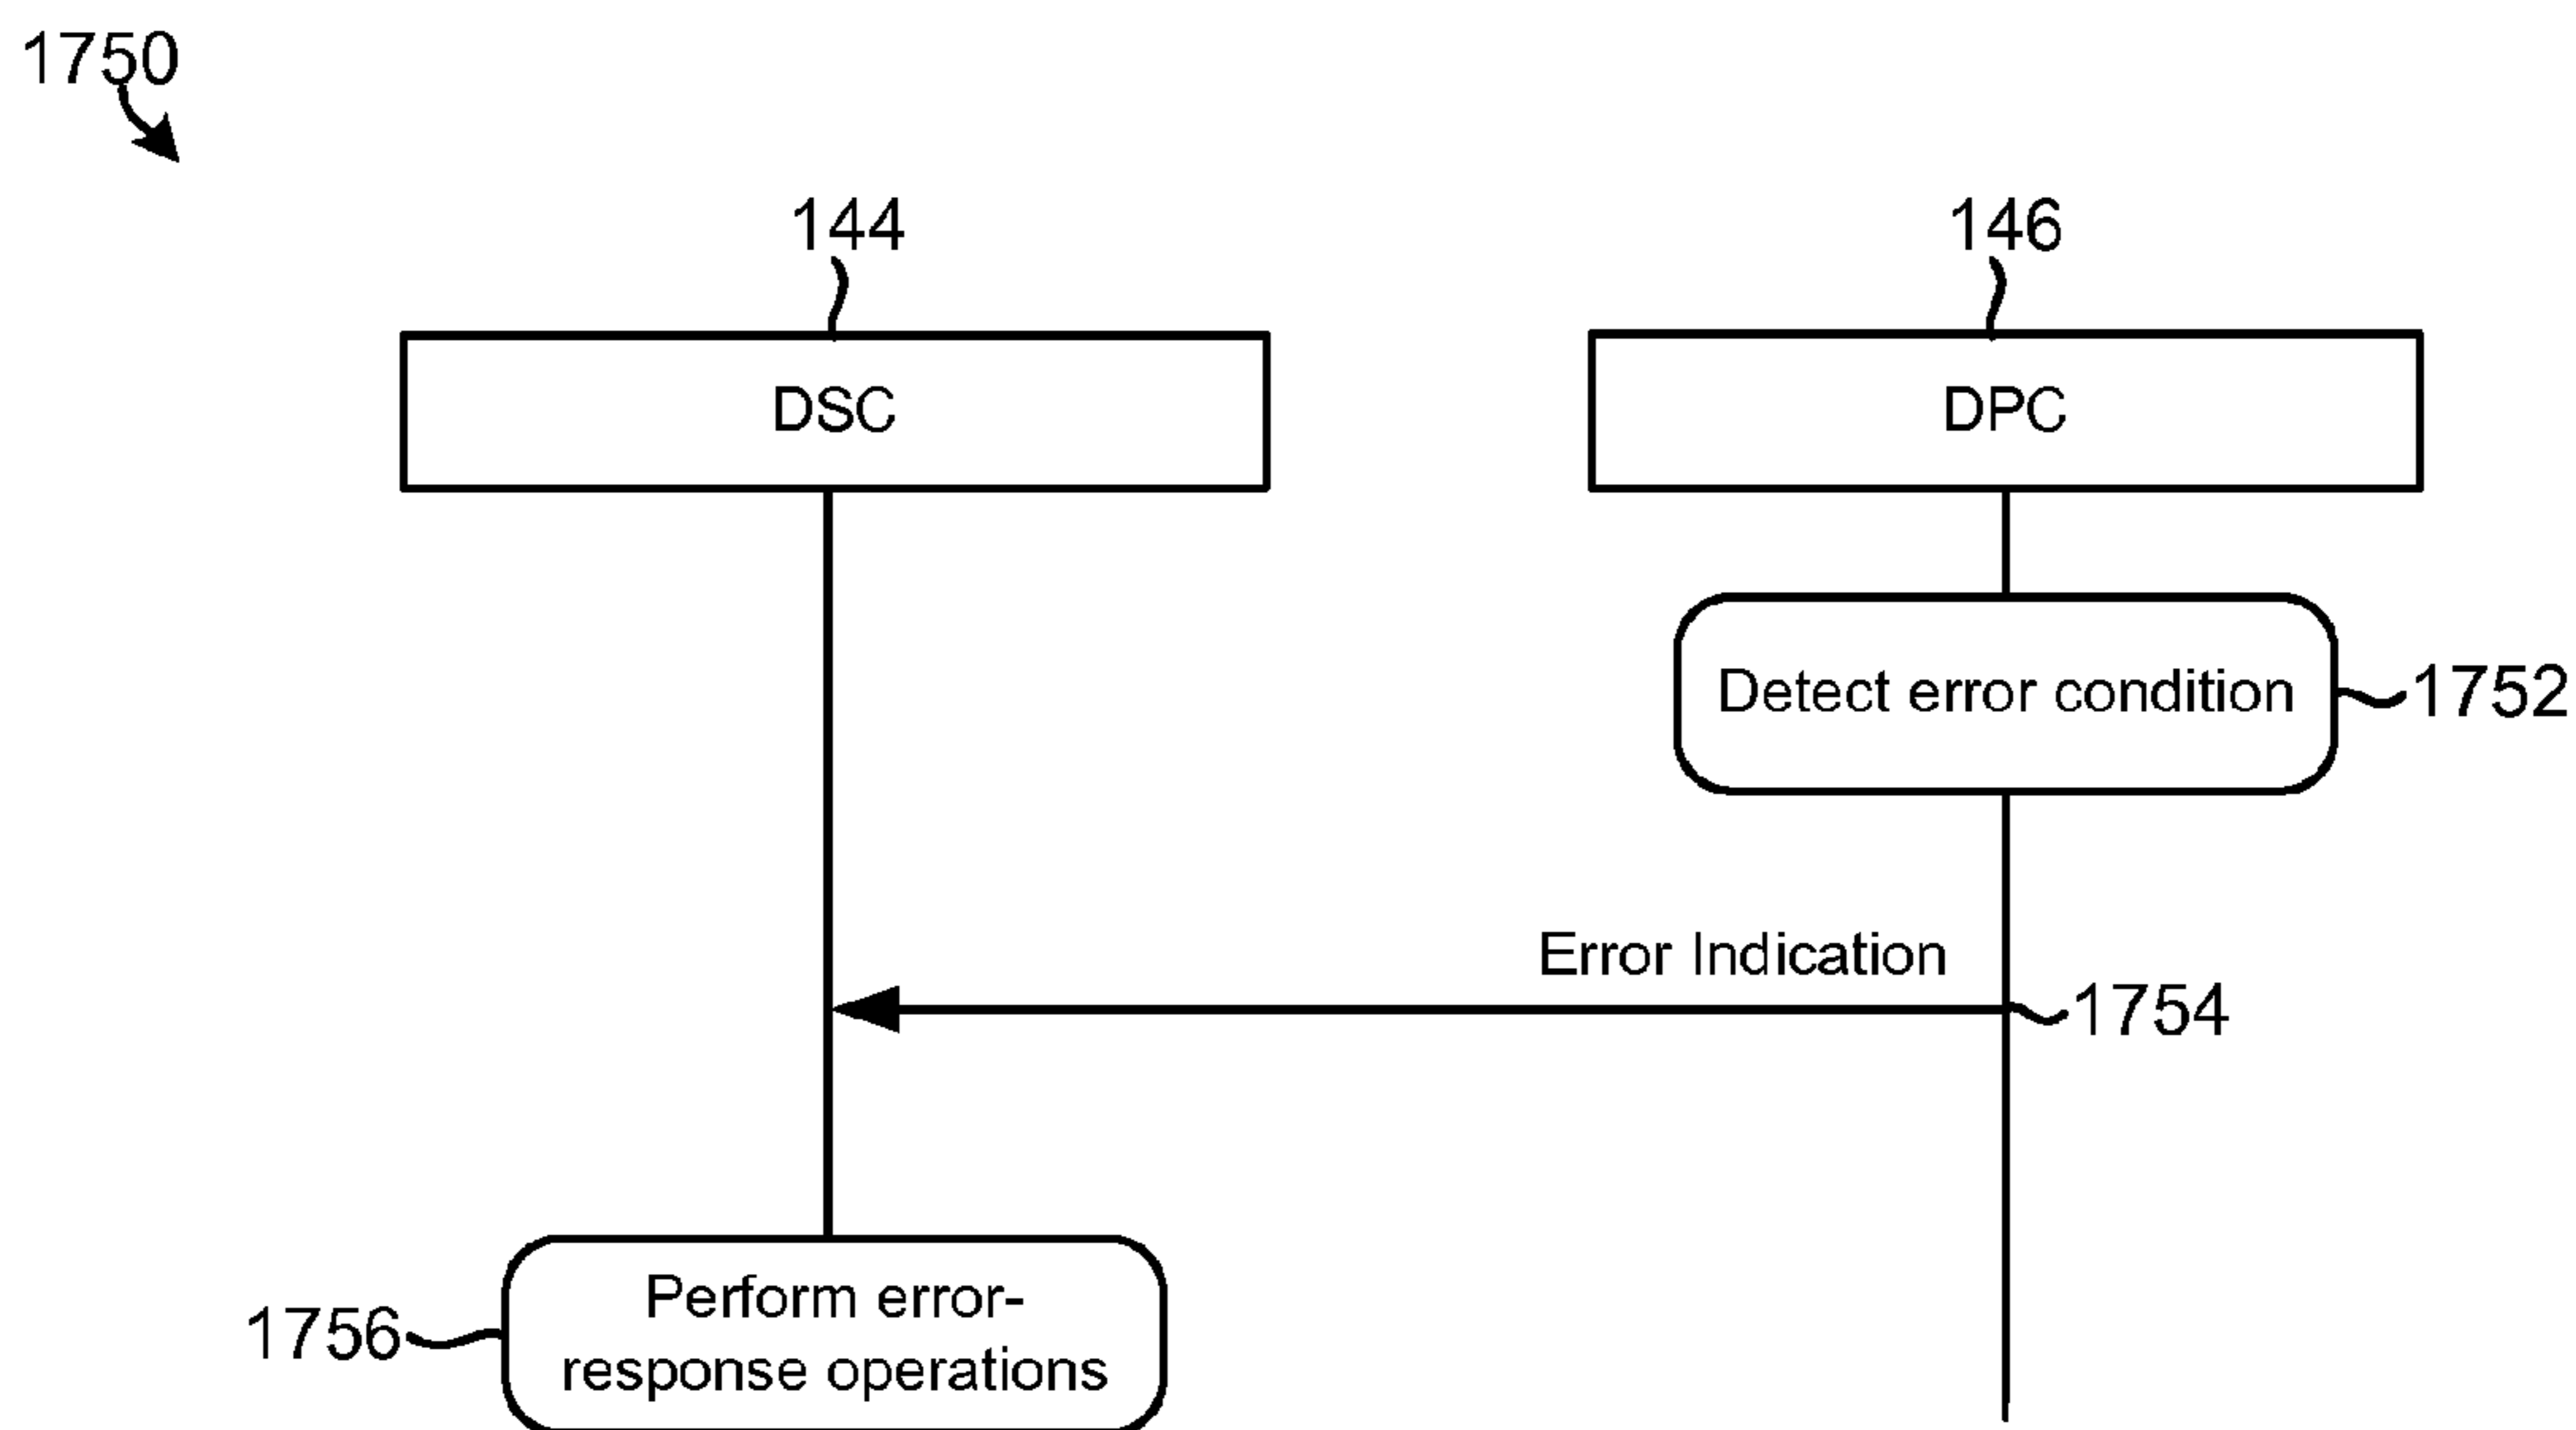 1750
144
146
DSC
DPC
Detect error condition
1752
Error Indication
1754
Perform error-
response operations
1756